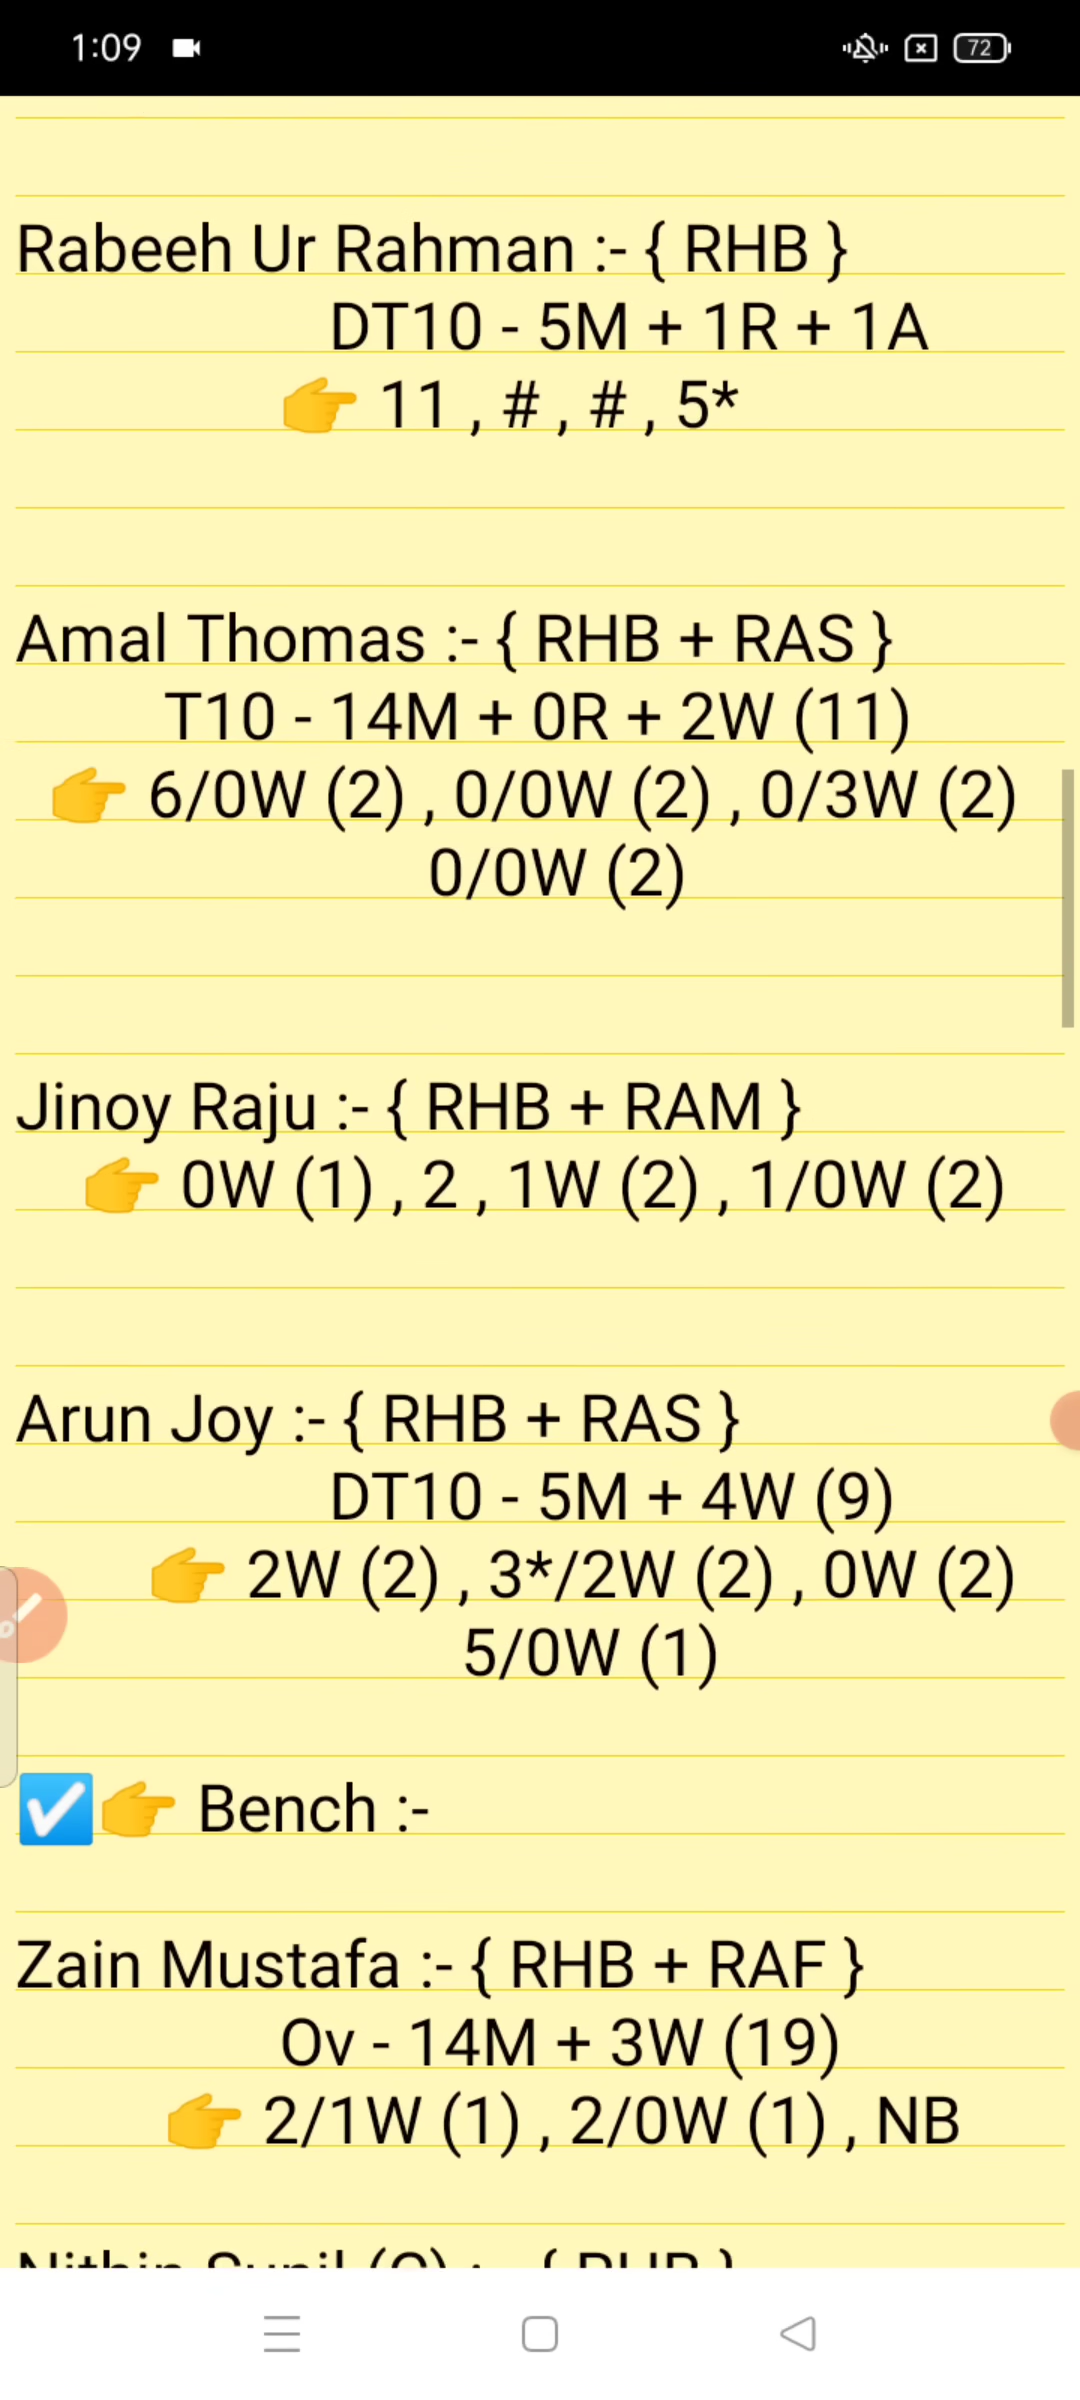 1:09
72
Rabeeh Ur Rahman :- { RHB }
DT10 - 5M + 1R + 1A
👉 11 , # , # , 5*
Amal Thomas :- { RHB + RAS }
T10 - 14M + 0R + 2W (11)
👉 6/0W (2) , 0/0W (2) , 0/3W (2)
0/0W (2)
Jinoy Raju :- { RHB + RAM }
👉 0W (1) , 2 , 1W (2) , 1/0W (2)
Arun Joy :- { RHB + RAS }
DT10 - 5M + 4W (9)
👉 2W (2) , 3*/2W (2) , 0W (2)
5/0W (1)
☑️👉 Bench :-
Zain Mustafa :- { RHB + RAF }
Ov - 14M + 3W (19)
👉 2/1W (1) , 2/0W (1) , NB